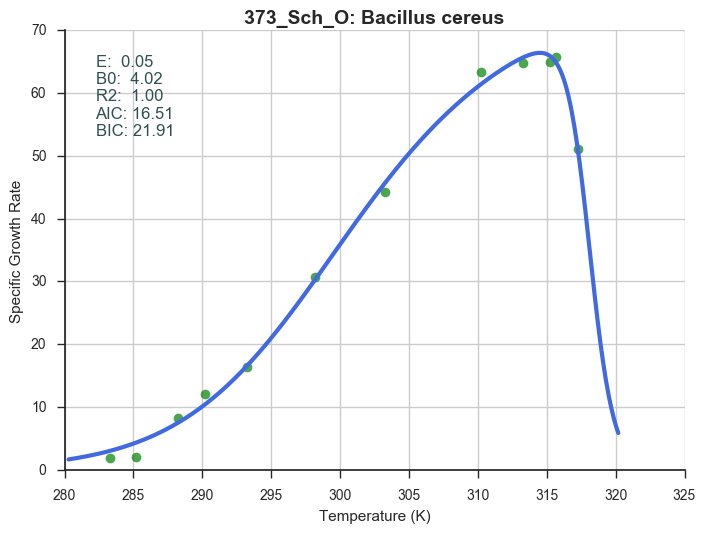 373_Sch_O: Bacillus cereus
E:  0.05
B0:  4.02
R2:  1.00
AIC: 16.51
BIC: 21.91
70
60
50
40
30
20
10
0
Specific Growth Rate
280 285 290 295 300 305 310 315 320 325
Temperature (K)